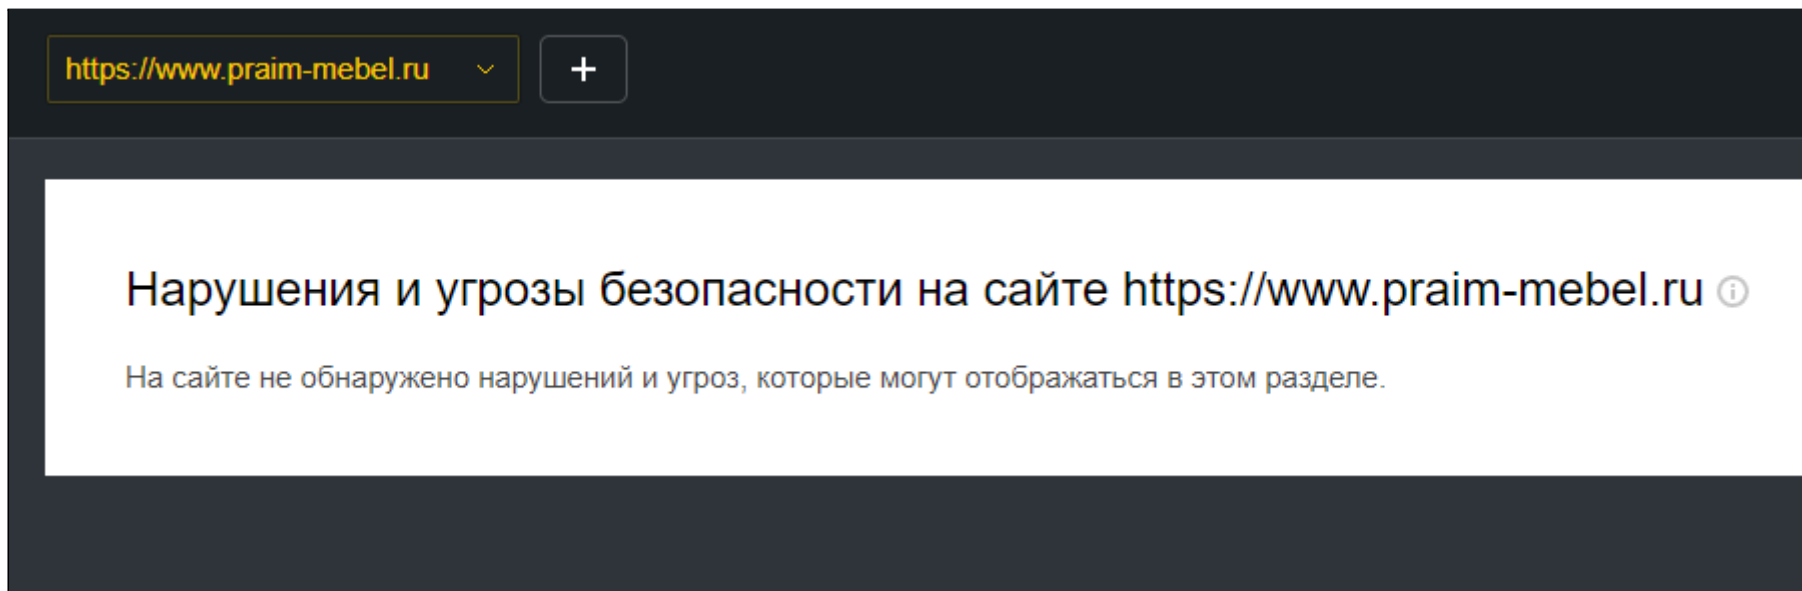 https://www.praim-mebel.ru
Нарушения и угрозы безопасности на сайте https://www.praim-mebel.ru
На сайте не обнаружено нарушений и угроз, которые могут отображаться в этом разделе.